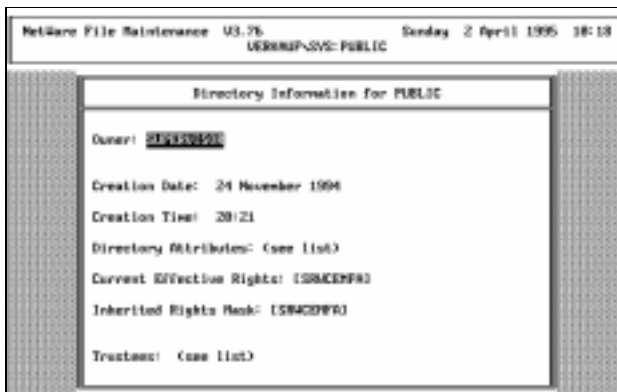 NetWare File Maintenance V3.76 Sunday 2 April 1995 10:18
VERKAUF\SYS:PUBLIC
Directory Information for PUBLIC
Owner:
Creation Date: 24 November 1994
Creation Time: 20:21
Directory Attributes: (see list)
Current Effective Rights: [SRWCEMFA]
Inherited Rights Mask: [SRWCEMFA]
Trustees: (see list)